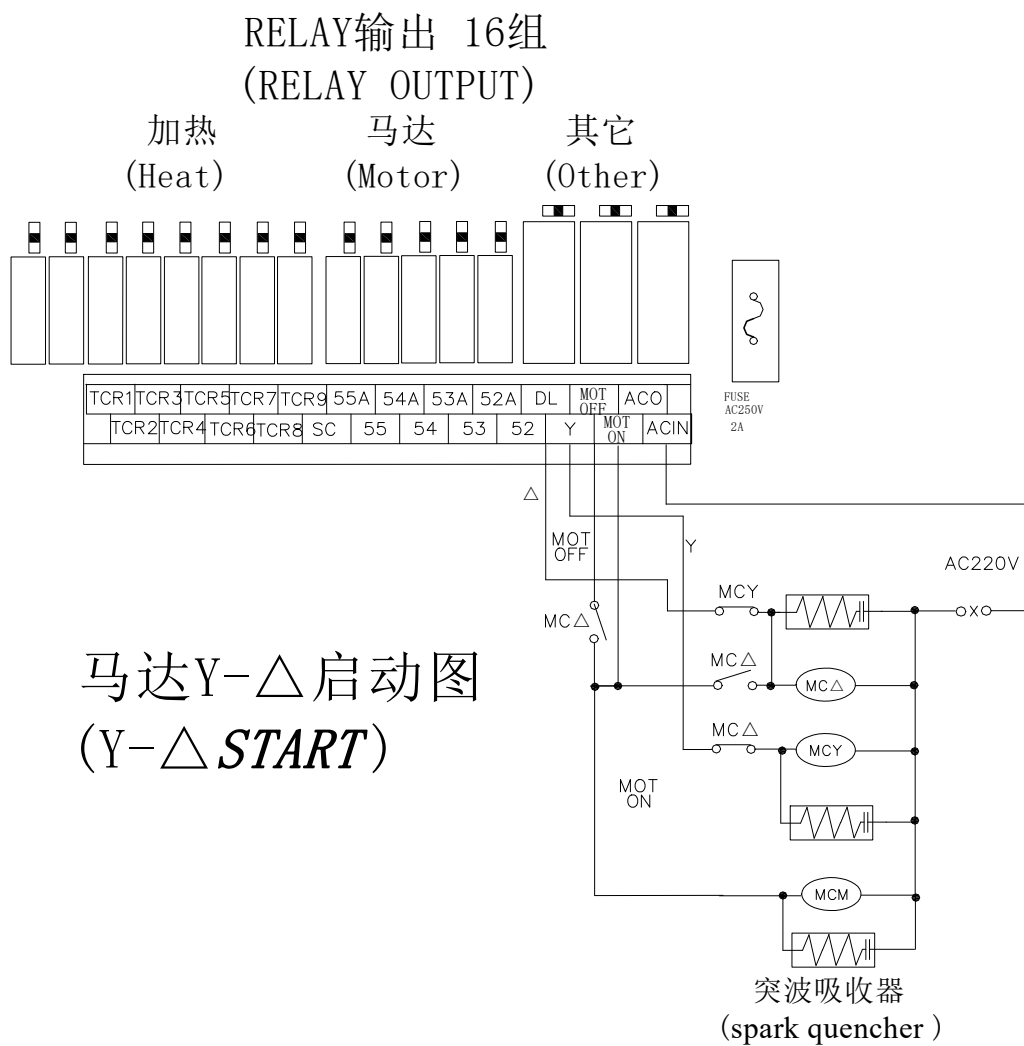 RELAY输出 16组
(RELAY OUTPUT)
加热 马达 其它
(Heat) (Motor) (Other)
TCR1 TCR3 TCR5 TCR7 TCR9 55A 54A 53A 52A DL MOT OFF ACO
TCR2 TCR4 TCR6 TCR8 SC 55 54 53 52 Y MOT ON ACIN
FUSE
AC250V
2A
△
MOT
OFF
Y
AC220V
MCY
X
MC△
MC△
MC△
马达Y-△启动图
(Y-△START)
MC△
MCY
MOT
ON
MCM
突波吸收器
(spark quencher )